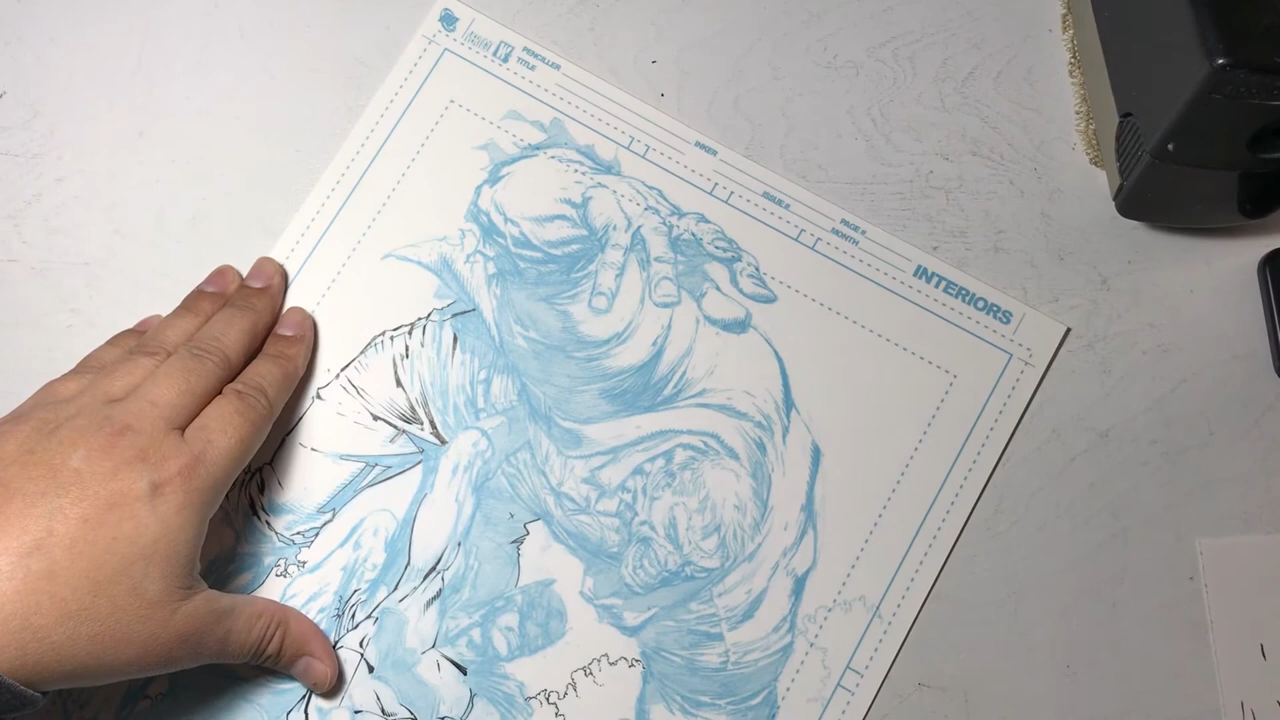 PENCILLER
TITLE
INKER
ISSUE #
PAGE #
MONTH
INTERIORS